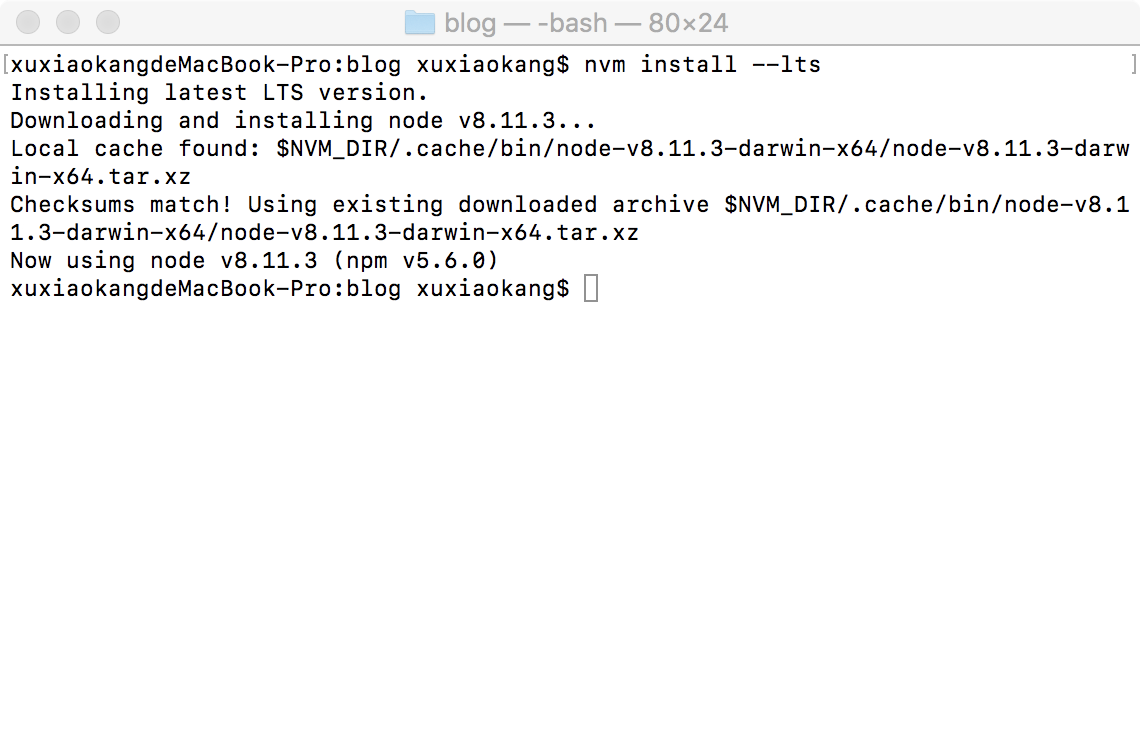 blog — -bash — 80×24
[xuxiaokangdeMacBook-Pro:blog xuxiaokang$ nvm install --lts ]
Installing latest LTS version.
Downloading and installing node v8.11.3...
Local cache found: $NVM_DIR/.cache/bin/node-v8.11.3-darwin-x64/node-v8.11.3-darw
in-x64.tar.xz
Checksums match! Using existing downloaded archive $NVM_DIR/.cache/bin/node-v8.1
1.3-darwin-x64/node-v8.11.3-darwin-x64.tar.xz
Now using node v8.11.3 (npm v5.6.0)
xuxiaokangdeMacBook-Pro:blog xuxiaokang$